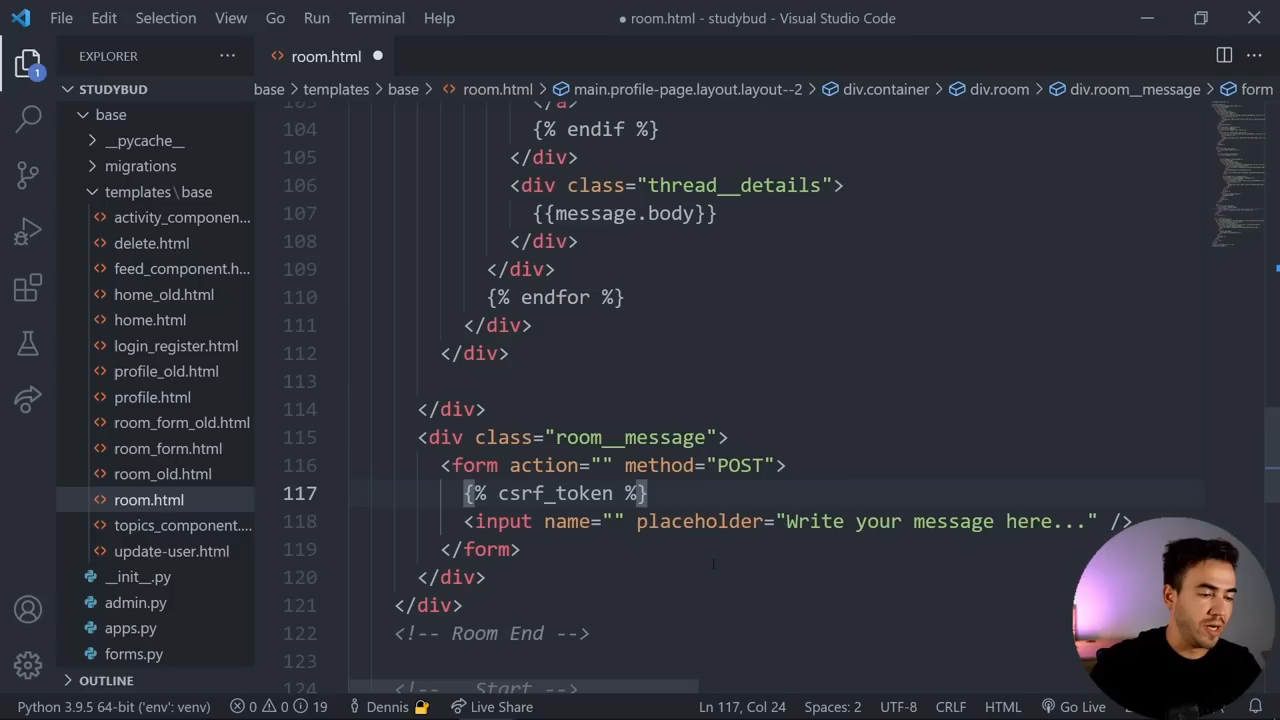 File Edit Selection View Go Run Terminal Help
● room.html - studybud - Visual Studio Code
EXPLORER
room.html
STUDYBUD
base > templates > base > room.html > main.profile-page.layout.layout--2 > div.container > div.room > div.room__message > form
base
__pycache__
migrations
templates\base
activity_componen...
delete.html
feed_component.h...
home_old.html
home.html
login_register.html
profile_old.html
profile.html
room_form_old.html
room_form.html
room_old.html
room.html
topics_component....
update-user.html
__init__.py
admin.py
apps.py
forms.py
OUTLINE
1
103 </a>
104 {% endif %}
105 </div>
106 <div class="thread__details">
107 {{message.body}}
108 </div>
109 </div>
110 {% endfor %}
111 </div>
112 </div>
113
114 </div>
115 <div class="room__message">
116 <form action="" method="POST">
117 {% csrf_token %}
118 <input name="" placeholder="Write your message here..." />
119 </form>
120 </div>
121 </div>
122 <!-- Room End -->
123
124 <!-- Start -->
Python 3.9.5 64-bit ('env': venv) 0 0 19 Dennis Live Share Ln 117, Col 24 Spaces: 2 UTF-8 CRLF HTML Go Live